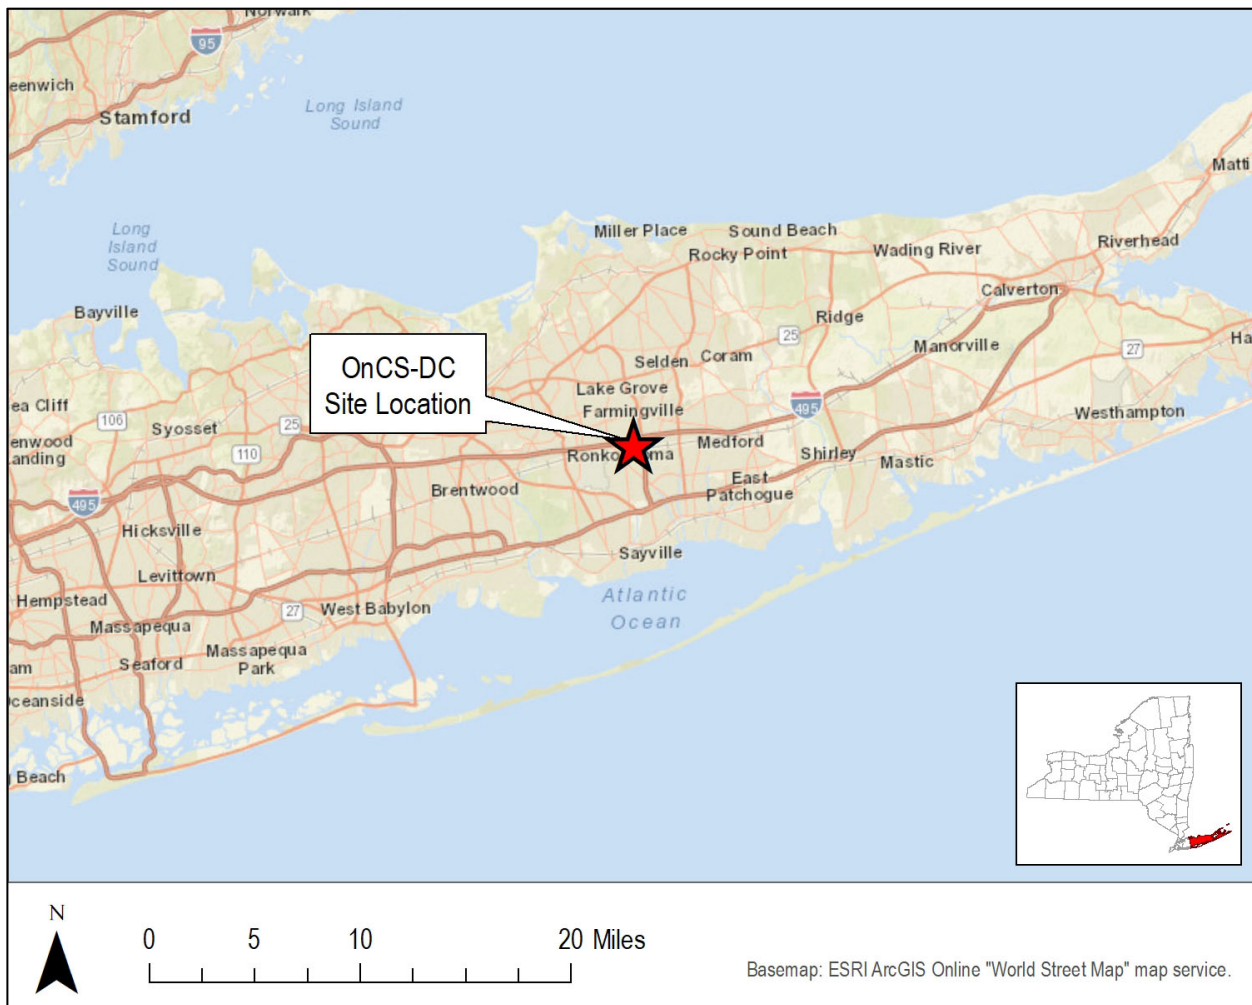 Norwalk
95
eenwich
Stamford
Long Island
Sound
Matti
Long
Island
Sound
Miller Place
Sound Beach
Rocky Point
Wading River
Riverhead
Calverton
Bayville
Ridge
25
Manorville
27
Ha
OnCS-DC
Site Location
Selden
Coram
Lake Grove
Farmingville
495
Westhampton
ea Cliff
106
Syosset
25
enwood
Landing
110
Medford
Shirley
Mastic
East
Patchogue
Brentwood
495
Hicksville
Sayville
Levittown
Atlantic
Ocean
Hempstead
27
West Babylon
Massapequa
Massapequa
Park
Seaford
am
Oceanside
g Beach
N
0
5
10
20 Miles
Basemap: ESRI ArcGIS Online "World Street Map" map service.